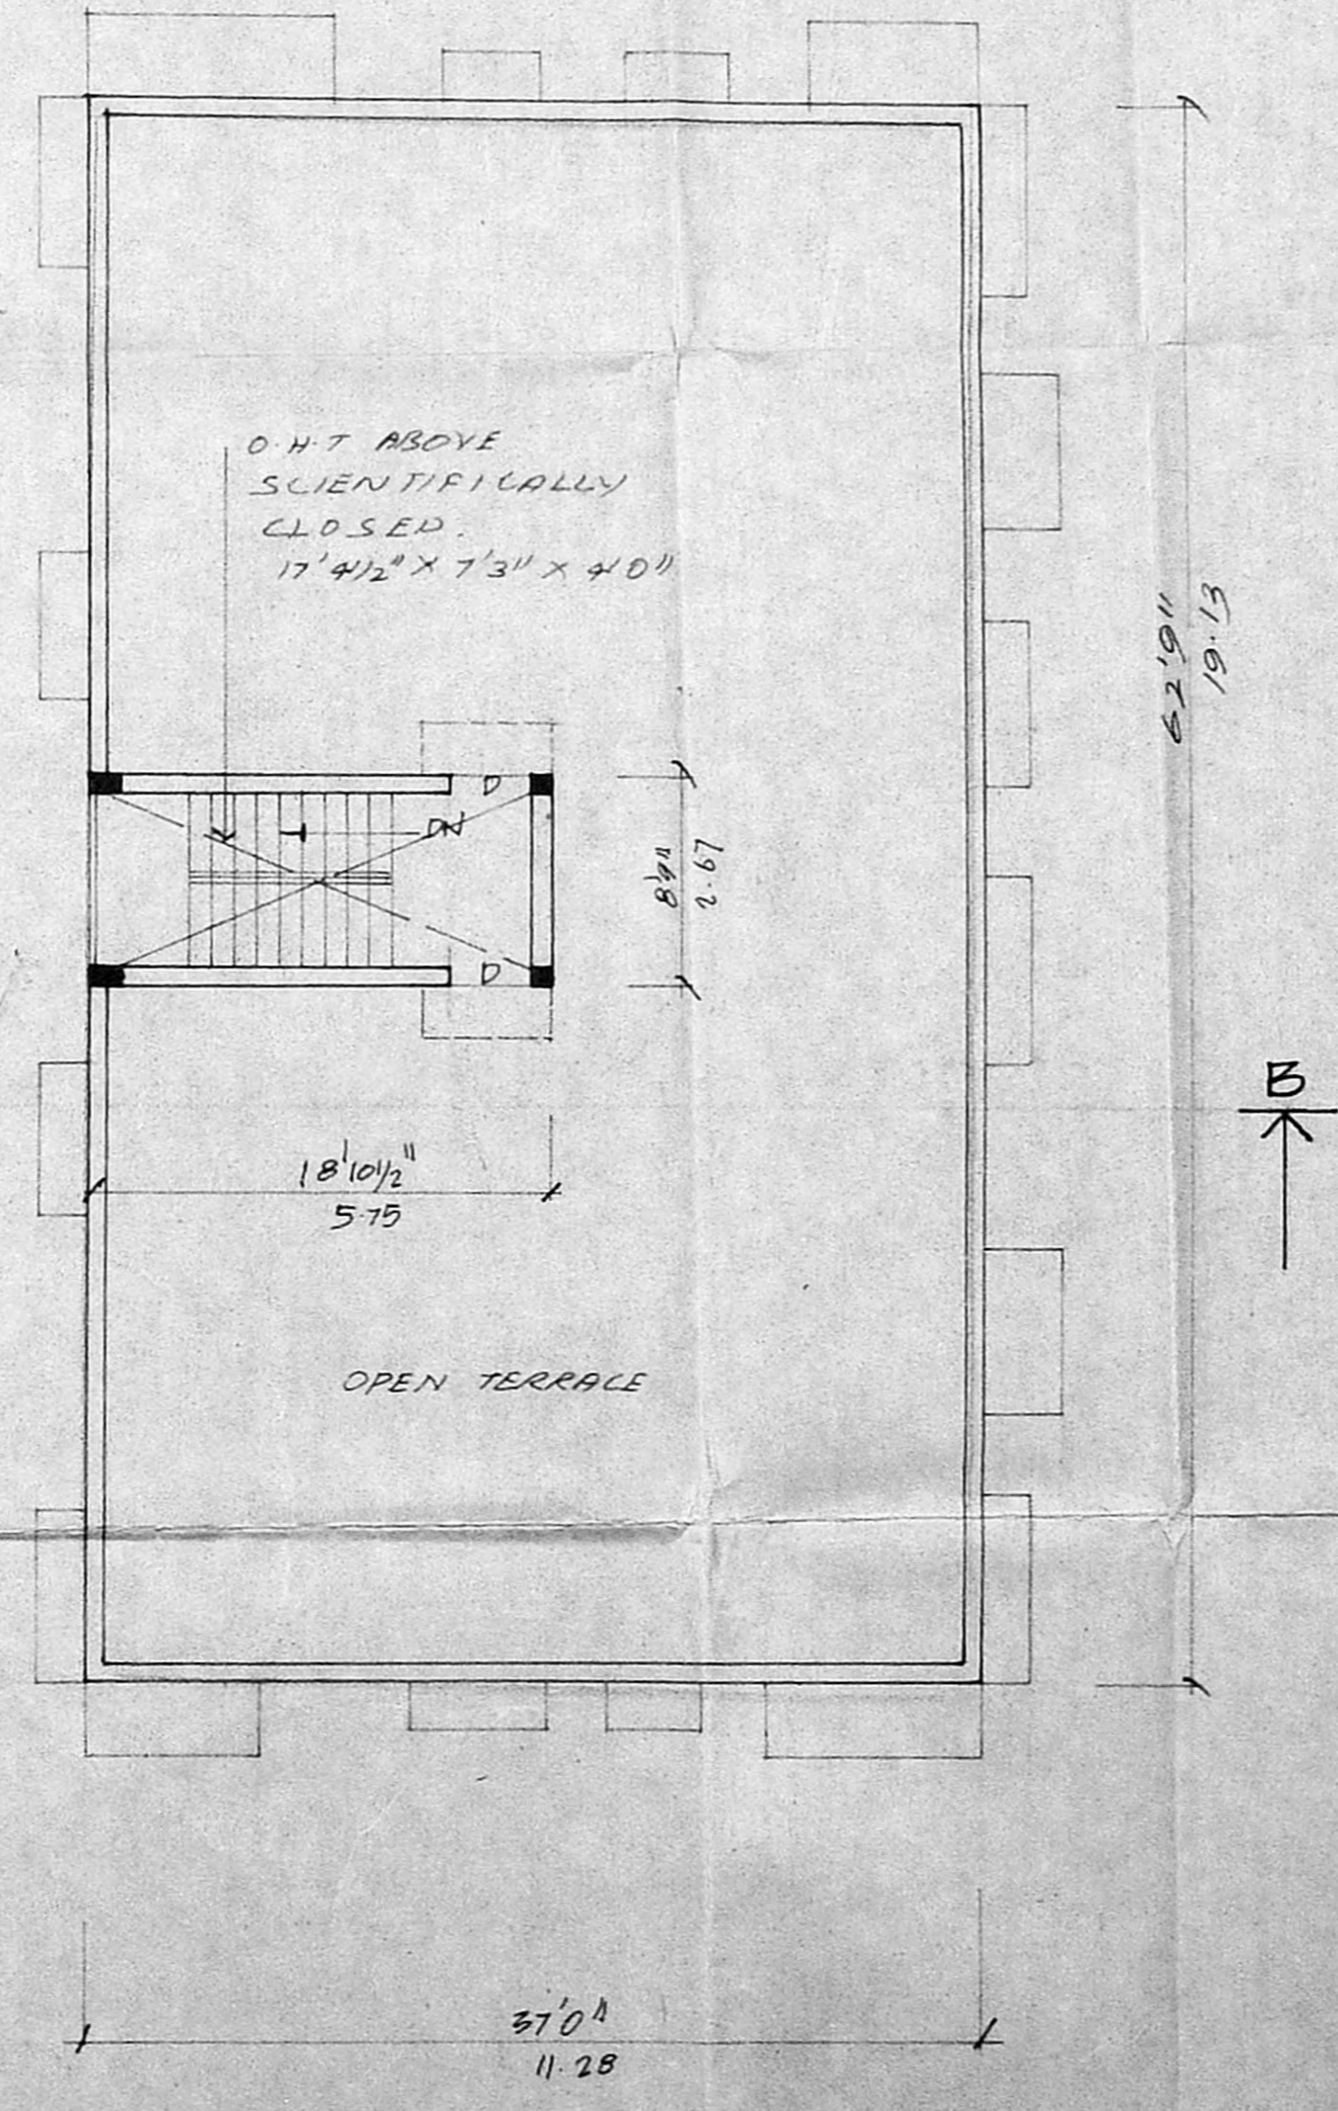 O.H.T ABOVE
SCIENTIFICALLY
CLOSED.
17'41/2" X 7'3" X 4'0"
62'9"
19.13
D
DN
8'9"
2.67
D
B
18'101/2"
5.75
OPEN TERRACE
37'0"
11.28